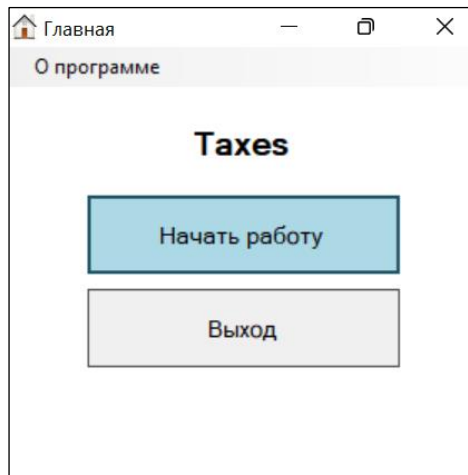 Главная
О программе
Taxes
Начать работу
Выход